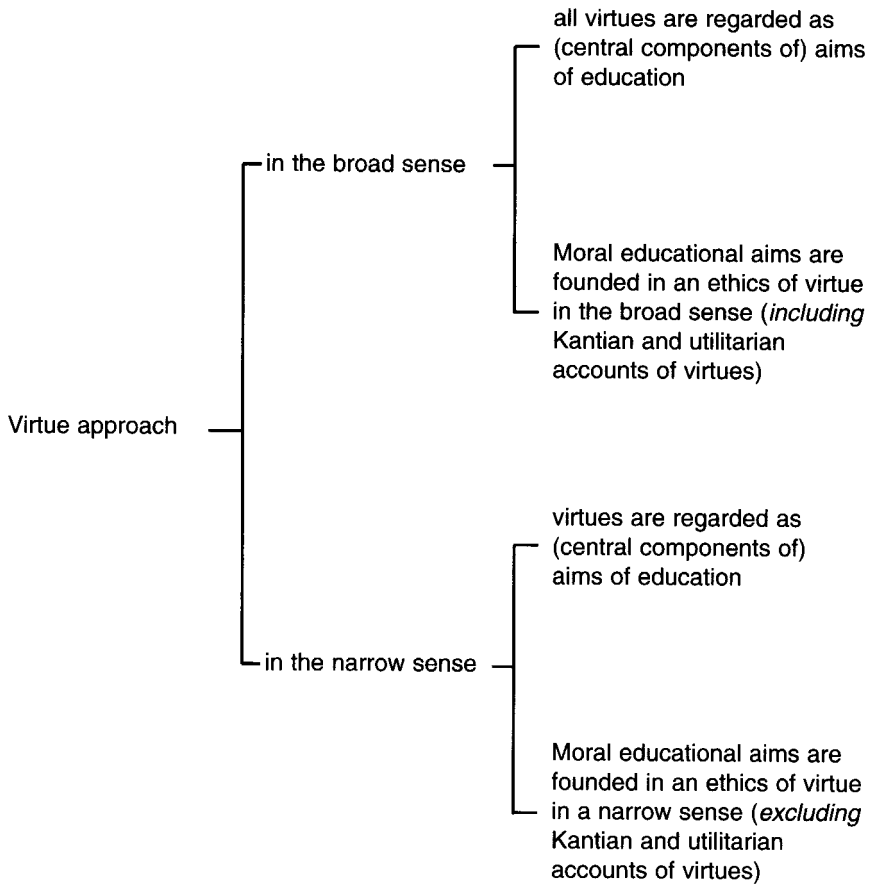 all virtues are regarded as
(central components of) aims
of education
in the broad sense
Moral educational aims are
founded in an ethics of virtue
in the broad sense (including
Kantian and utilitarian
accounts of virtues)
Virtue approach
virtues are regarded as
(central components of)
aims of education
in the narrow sense
Moral educational aims are
founded in an ethics of virtue
in a narrow sense (excluding
Kantian and utilitarian
accounts of virtues)